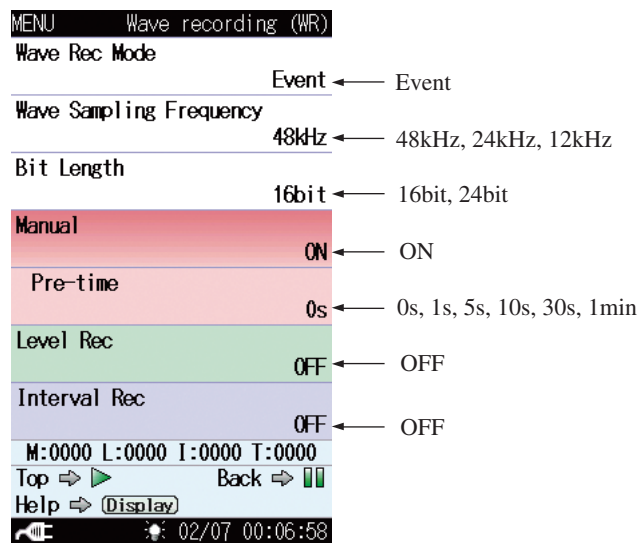 MENU Wave recording (WR)
Wave Rec Mode
Event Event
Wave Sampling Frequency
48kHz 48kHz, 24kHz, 12kHz
Bit Length
16bit 16bit, 24bit
Manual
ON ON
Pre-time
0s 0s, 1s, 5s, 10s, 30s, 1min
Level Rec
OFF OFF
Interval Rec
OFF OFF
M:0000 L:0000 I:0000 T:0000
Top ⇨ Back ⇨
Help ⇨ Display
02/07 00:06:58